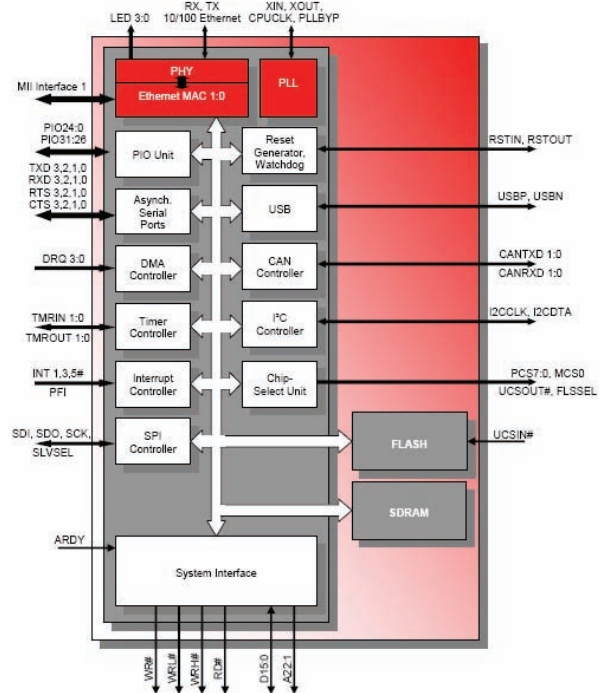 LED 3:0
RX, TX
10/100 Ethernet
XIN, XOUT,
CPUCLK, PLLBYP
PHY
Ethernet MAC 1:0
PLL
MII Interface 1
PIO24:0
PIO31:26
PIO Unit
Reset
Generator,
Watchdog
RSTIN, RSTOUT
TXD 3,2,1,0
RXD 3,2,1,0
RTS 3,2,1,0
CTS 3,2,1,0
Asynch.
Serial
Ports
USB
USBP, USBN
DRQ 3:0
DMA
Controller
CAN
Controller
CANTXD 1:0
CANRXD 1:0
TMRIN 1:0
TMROUT 1:0
Timer
Controller
I²C
Controller
I2CCLK, I2CDTA
INT 1,3,5#
PFI
Interrupt
Controller
Chip-
Select Unit
PCS7:0, MCS0
UCSOUT#, FLSSEL
SDI, SDO, SCK,
SLVSEL
SPI
Controller
FLASH
UCSIN#
SDRAM
ARDY
System Interface
WR#
WRL#
WRH#
RD#
D15:0
A22:1